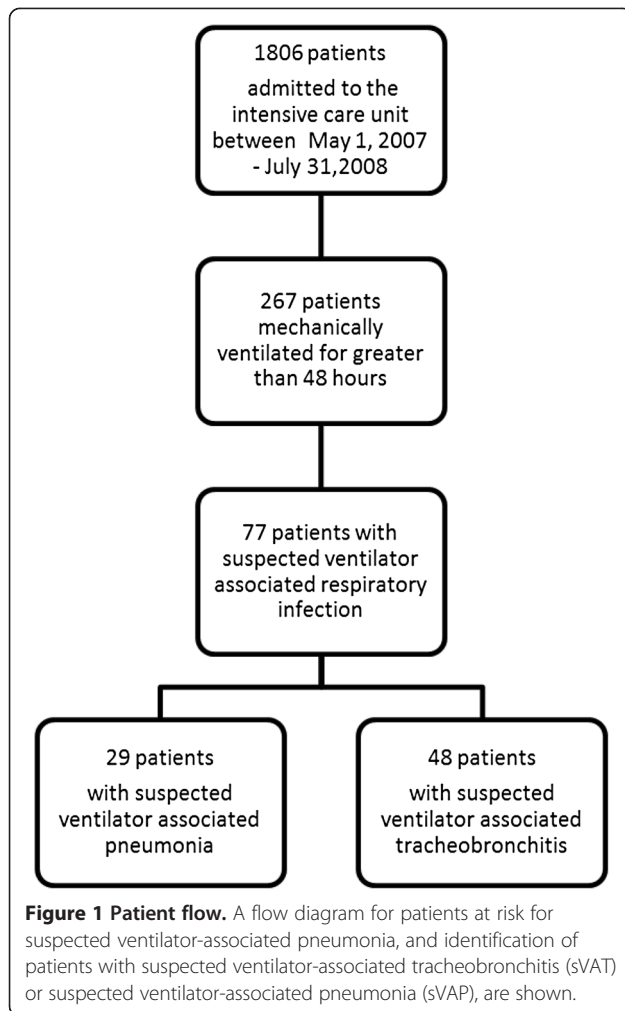 1806 patients
admitted to the
intensive care unit
between May 1, 2007
- July 31,2008
267 patients
mechanically
ventilated for greater
than 48 hours
77 patients with
suspected ventilator
associated respiratory
infection
29 patients
with suspected
ventilator associated
pneumonia
48 patients
with suspected
ventilator associated
tracheobronchitis
Figure 1 Patient flow. A flow diagram for patients at risk for
suspected ventilator-associated pneumonia, and identification of
patients with suspected ventilator-associated tracheobronchitis (sVAT)
or suspected ventilator-associated pneumonia (sVAP), are shown.